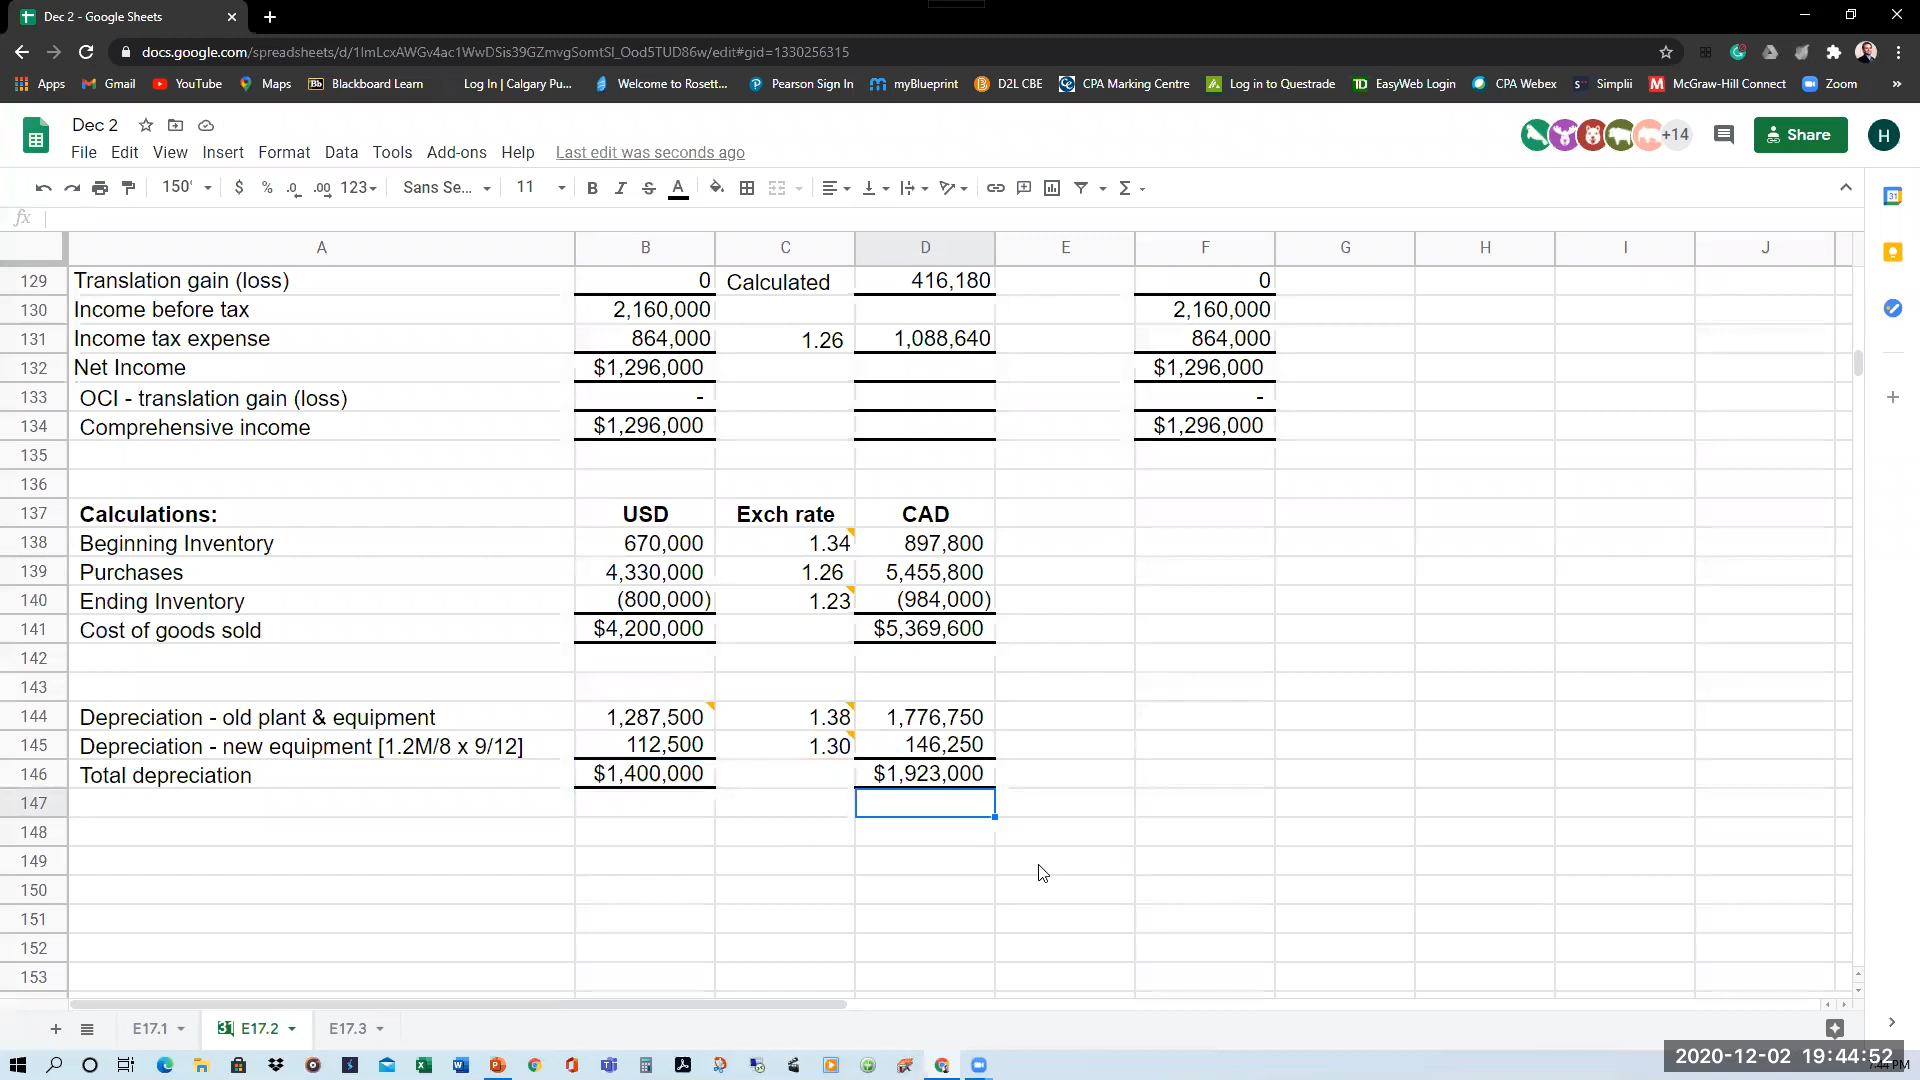 Dec 2 - Google Sheets
docs.google.com/spreadsheets/d/1ImLcxAWGv4ac1WwDSis39GZmvgSomtSI_Ood5TUD86w/edit#gid=1330256315
Apps Gmail YouTube Maps Bb Blackboard Learn Log In | Calgary Pu... Welcome to Rosett... Pearson Sign In myBlueprint D2L CBE CPA Marking Centre Log in to Questrade TD EasyWeb Login CPA Webex Simplii McGraw-Hill Connect Zoom »
Dec 2
+14 Share H
File Edit View Insert Format Data Tools Add-ons Help Last edit was seconds ago
150' $ % .0 .00 123 Sans Se... 11 B I S A Σ
fx
A B C D E F G H I J
129 Translation gain (loss) 0 Calculated 416,180 0
130 Income before tax 2,160,000 2,160,000
131 Income tax expense 864,000 1.26 1,088,640 864,000
132 Net Income $1,296,000 $1,296,000
133 OCI - translation gain (loss) - -
134 Comprehensive income $1,296,000 $1,296,000
135
136
137 Calculations: USD Exch rate CAD
138 Beginning Inventory 670,000 1.34 897,800
139 Purchases 4,330,000 1.26 5,455,800
140 Ending Inventory (800,000) 1.23 (984,000)
141 Cost of goods sold $4,200,000 $5,369,600
142
143
144 Depreciation - old plant & equipment 1,287,500 1.38 1,776,750
145 Depreciation - new equipment [1.2M/8 x 9/12] 112,500 1.30 146,250
146 Total depreciation $1,400,000 $1,923,000
147
148
149
150
151
152
153
E17.1 31 E17.2 E17.3
2020-12-02 19:44:52
7:44 PM